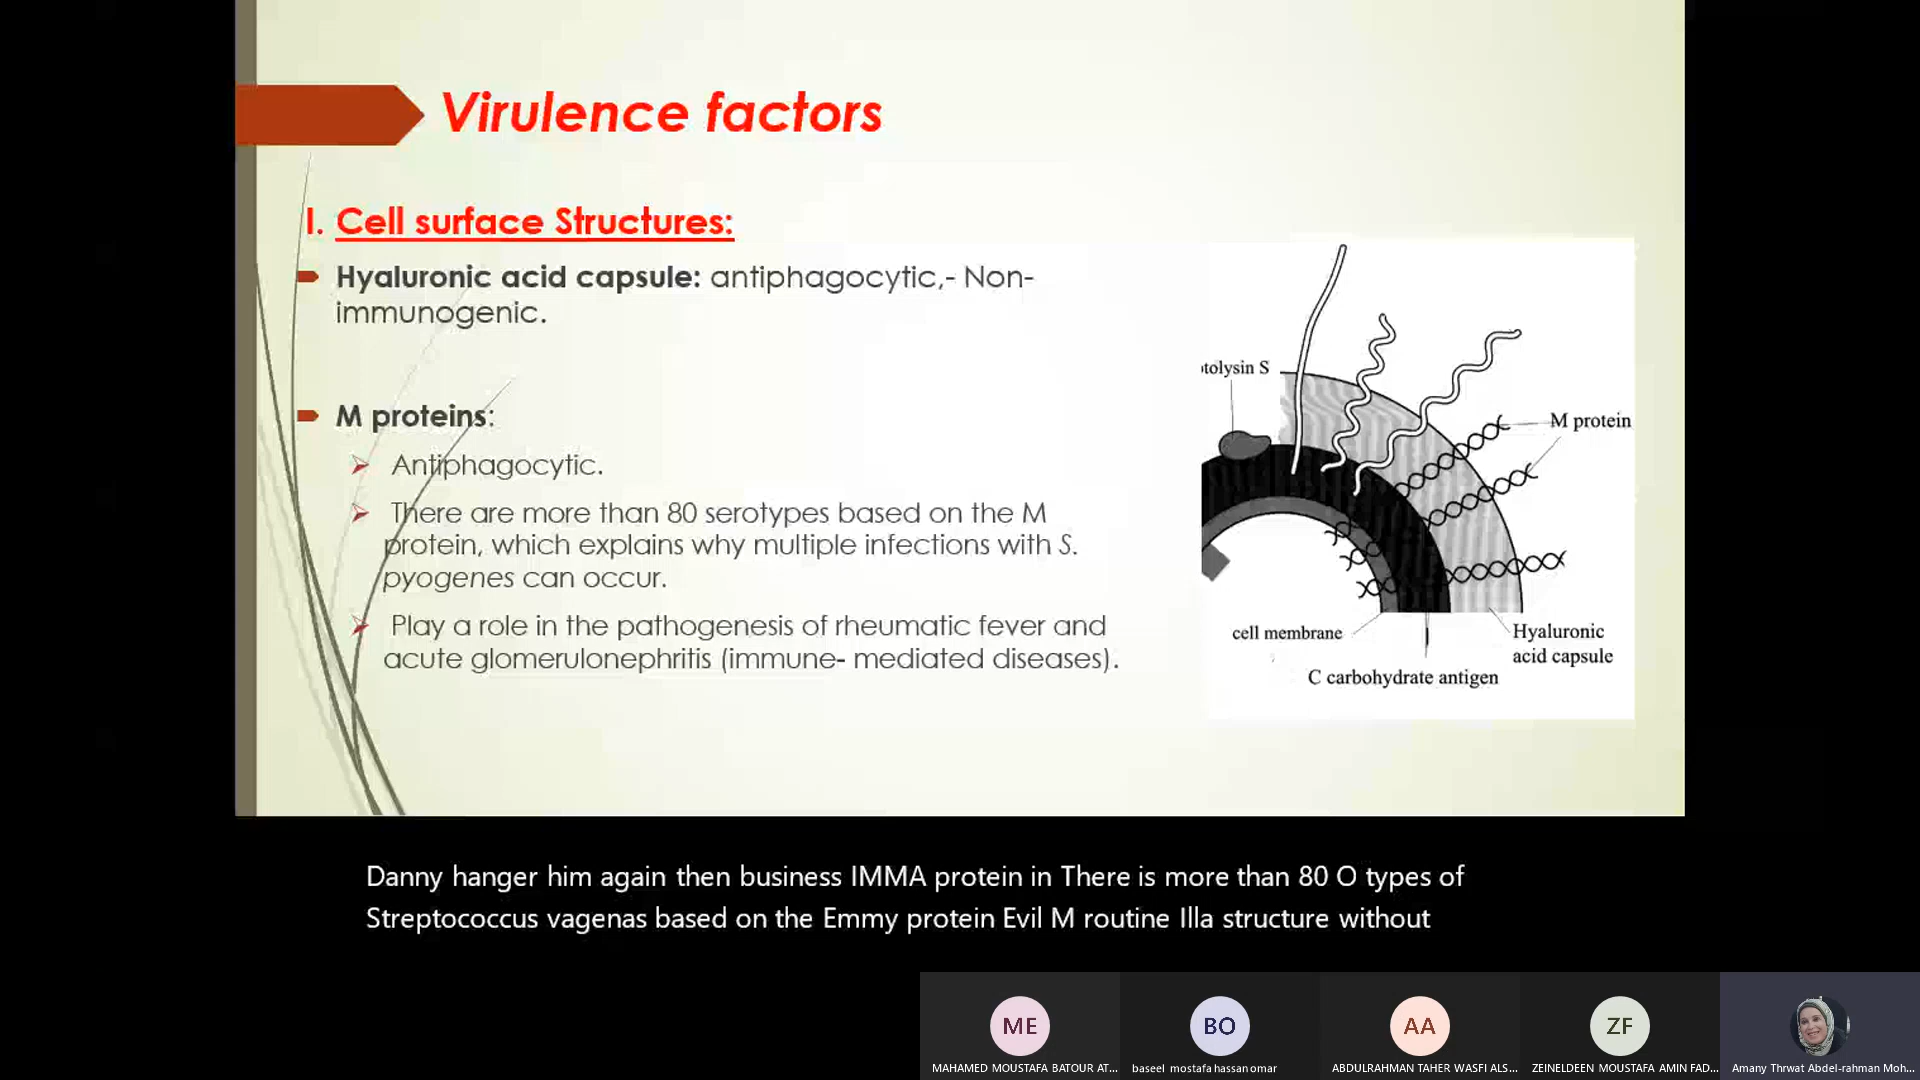 Virulence factors
I. Cell surface Structures:
Hyaluronic acid capsule: antiphagocytic,- Non-
immunogenic.
M proteins:
Antiphagocytic.
There are more than 80 serotypes based on the M
protein, which explains why multiple infections with S.
pyogenes can occur.
Play a role in the pathogenesis of rheumatic fever and
acute glomerulonephritis (immune- mediated diseases).
tolysin S
M protein
cell membrane
Hyaluronic
acid capsule
C carbohydrate antigen
Danny hanger him again then business IMMA protein in There is more than 80 O types of
Streptococcus vagenas based on the Emmy protein Evil M routine Illa structure without
ME
BO
AA
ZF
MAHAMED MOUSTAFA BATOUR AT...
baseel mostafa hassan omar
ABDULRAHMAN TAHER WASFI ALS...
ZEINELDEEN MOUSTAFA AMIN FAD...
Amany Thrwat Abdel-rahman Moh...